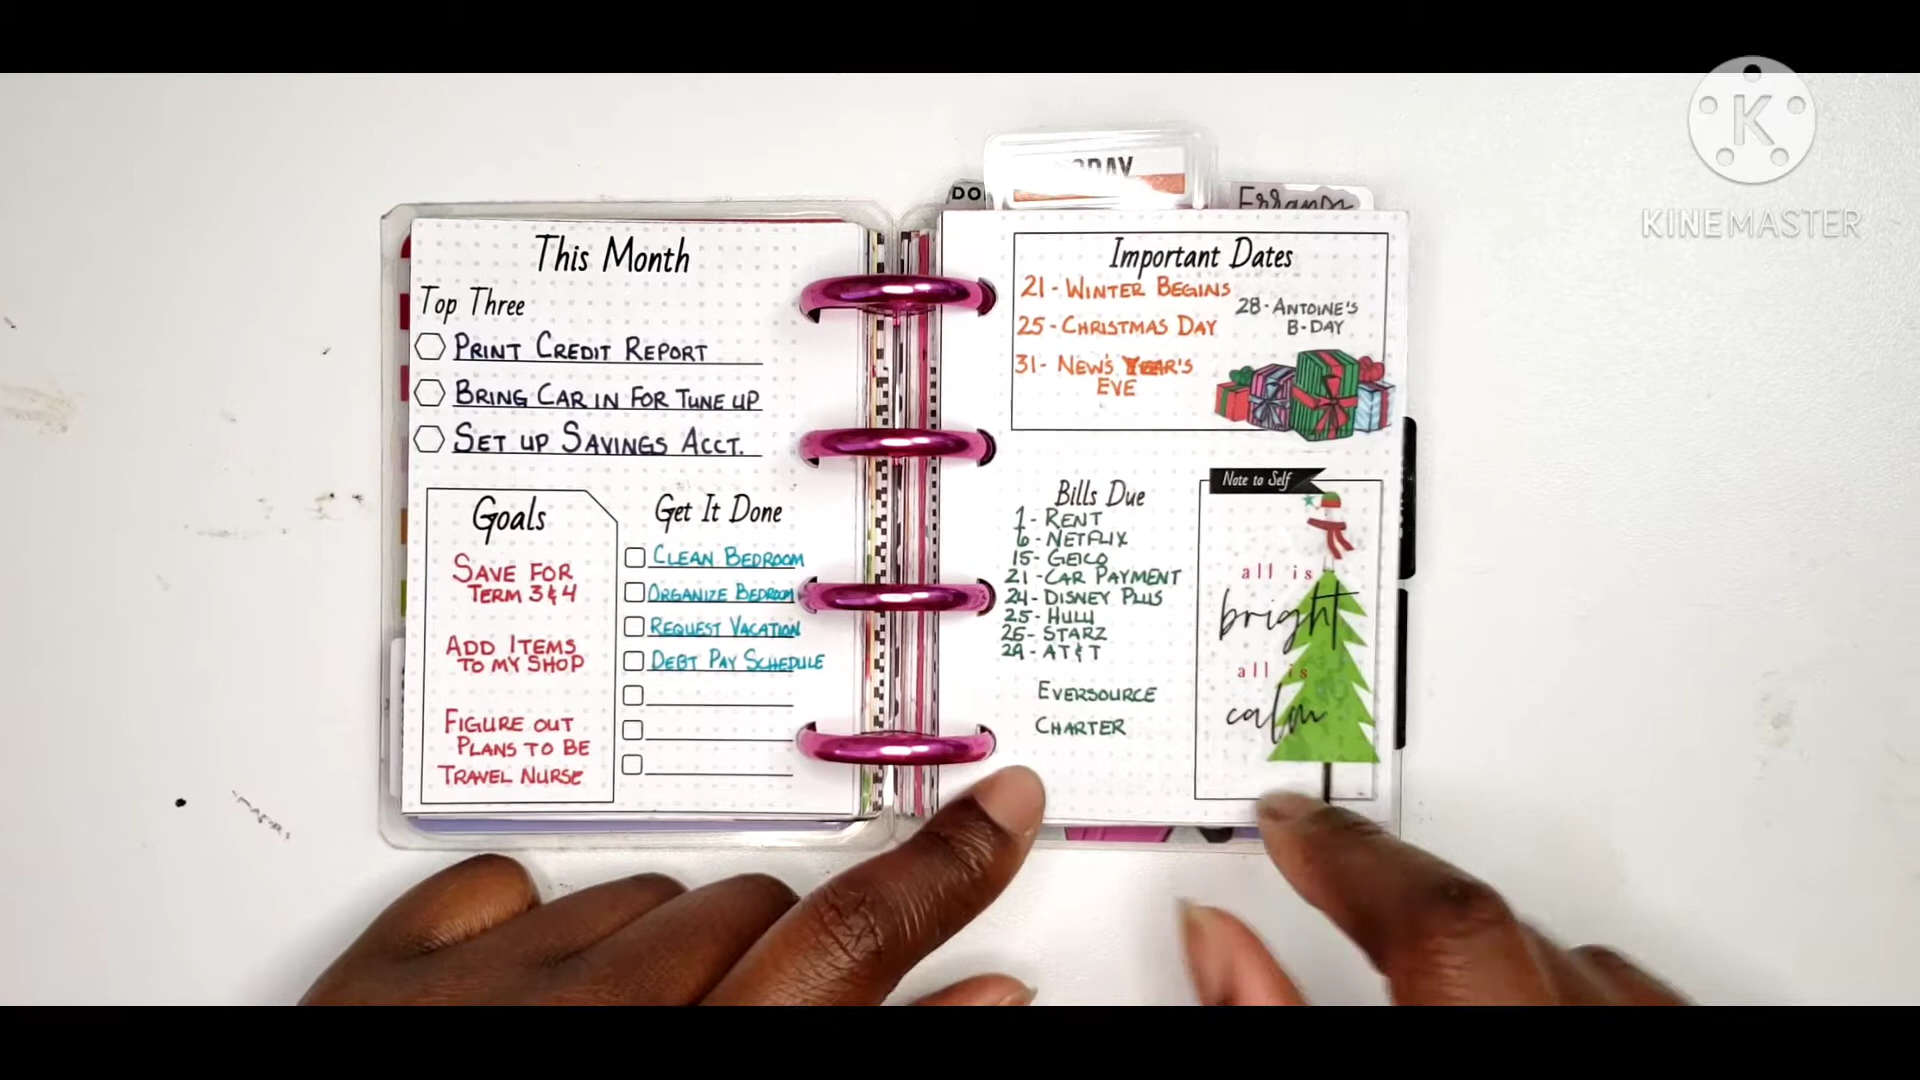 K
KINEMASTER
DO
Errands
This Month
Top Three
PRINT CREDIT REPORT
BRING CAR IN FOR TUNE UP
SET UP SAVINGS ACCT.
Goals
SAVE FOR
TERM 3 & 4
ADD ITEMS
TO MY SHOP
FIGURE OUT
PLANS TO BE
TRAVEL NURSE
Get It Done
CLEAN BEDROOM
ORGANIZE BEDROOM
REQUEST VACATION
DEBT PAY SCHEDULE
Important Dates
21 - WINTER BEGINS
25 - CHRISTMAS DAY
31 - NEW'S YEAR'S
EVE
28 - ANTOINE'S
B-DAY
Bills Due
1 - RENT
6 - NETFLIX
15 - GEICO
21 - CAR PAYMENT
24 - DISNEY PLUS
25 - HULU
26 - STARZ
29 - AT&T
EVERSOURCE
CHARTER
Note to Self
all is
bright
all is
calm